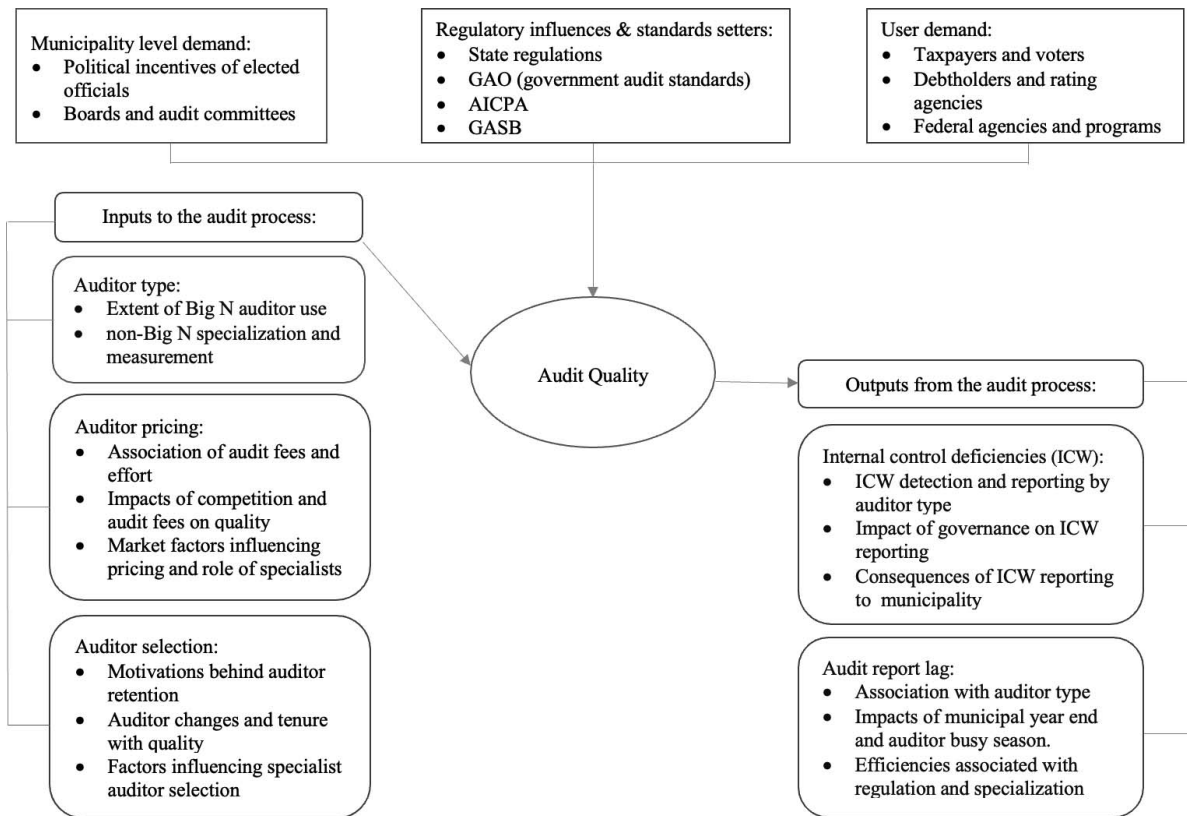 Municipality level demand:
• Political incentives of elected
officials
• Boards and audit committees
Regulatory influences & standards setters:
• State regulations
• GAO (government audit standards)
• AICPA
• GASB
User demand:
• Taxpayers and voters
• Debtholders and rating
agencies
• Federal agencies and programs
Inputs to the audit process:
Auditor type:
• Extent of Big N auditor use
• non-Big N specialization and
measurement
Auditor pricing:
• Association of audit fees and
effort
• Impacts of competition and
audit fees on quality
• Market factors influencing
pricing and role of specialists
Auditor selection:
• Motivations behind auditor
retention
• Auditor changes and tenure
with quality
• Factors influencing specialist
auditor selection
Audit Quality
Outputs from the audit process:
Internal control deficiencies (ICW):
• ICW detection and reporting by
auditor type
• Impact of governance on ICW
reporting
• Consequences of ICW reporting
to municipality
Audit report lag:
• Association with auditor type
• Impacts of municipal year end
and auditor busy season.
• Efficiencies associated with
regulation and specialization